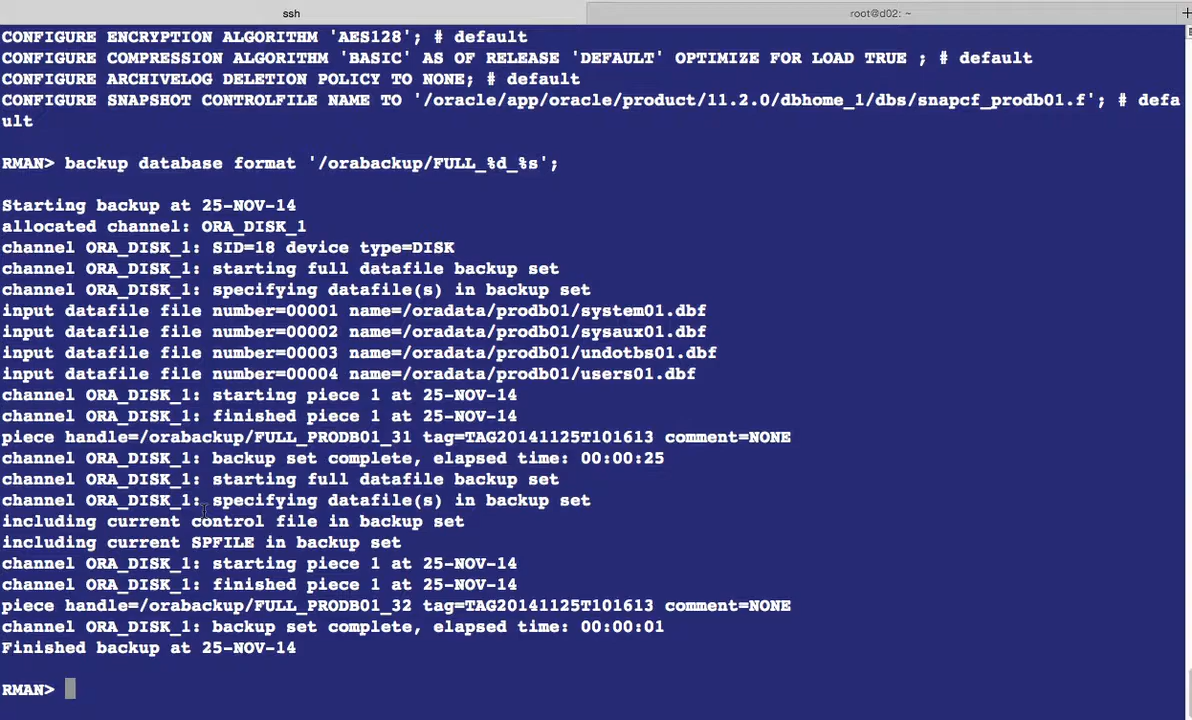 ssh
root@d02: ~
+
CONFIGURE ENCRYPTION ALGORITHM 'AES128'; # default
CONFIGURE COMPRESSION ALGORITHM 'BASIC' AS OF RELEASE 'DEFAULT' OPTIMIZE FOR LOAD TRUE ; # default
CONFIGURE ARCHIVELOG DELETION POLICY TO NONE; # default
CONFIGURE SNAPSHOT CONTROLFILE NAME TO '/oracle/app/oracle/product/11.2.0/dbhome_1/dbs/snapcf_prodb01.f'; # defa
ult
RMAN> backup database format '/orabackup/FULL_%d_%s';
Starting backup at 25-NOV-14
allocated channel: ORA_DISK_1
channel ORA_DISK_1: SID=18 device type=DISK
channel ORA_DISK_1: starting full datafile backup set
channel ORA_DISK_1: specifying datafile(s) in backup set
input datafile file number=00001 name=/oradata/prodb01/system01.dbf
input datafile file number=00002 name=/oradata/prodb01/sysaux01.dbf
input datafile file number=00003 name=/oradata/prodb01/undotbs01.dbf
input datafile file number=00004 name=/oradata/prodb01/users01.dbf
channel ORA_DISK_1: starting piece 1 at 25-NOV-14
channel ORA_DISK_1: finished piece 1 at 25-NOV-14
piece handle=/orabackup/FULL_PRODB01_31 tag=TAG20141125T101613 comment=NONE
channel ORA_DISK_1: backup set complete, elapsed time: 00:00:25
channel ORA_DISK_1: starting full datafile backup set
channel ORA_DISK_1: specifying datafile(s) in backup set
including current control file in backup set
including current SPFILE in backup set
channel ORA_DISK_1: starting piece 1 at 25-NOV-14
channel ORA_DISK_1: finished piece 1 at 25-NOV-14
piece handle=/orabackup/FULL_PRODB01_32 tag=TAG20141125T101613 comment=NONE
channel ORA_DISK_1: backup set complete, elapsed time: 00:00:01
Finished backup at 25-NOV-14
RMAN>